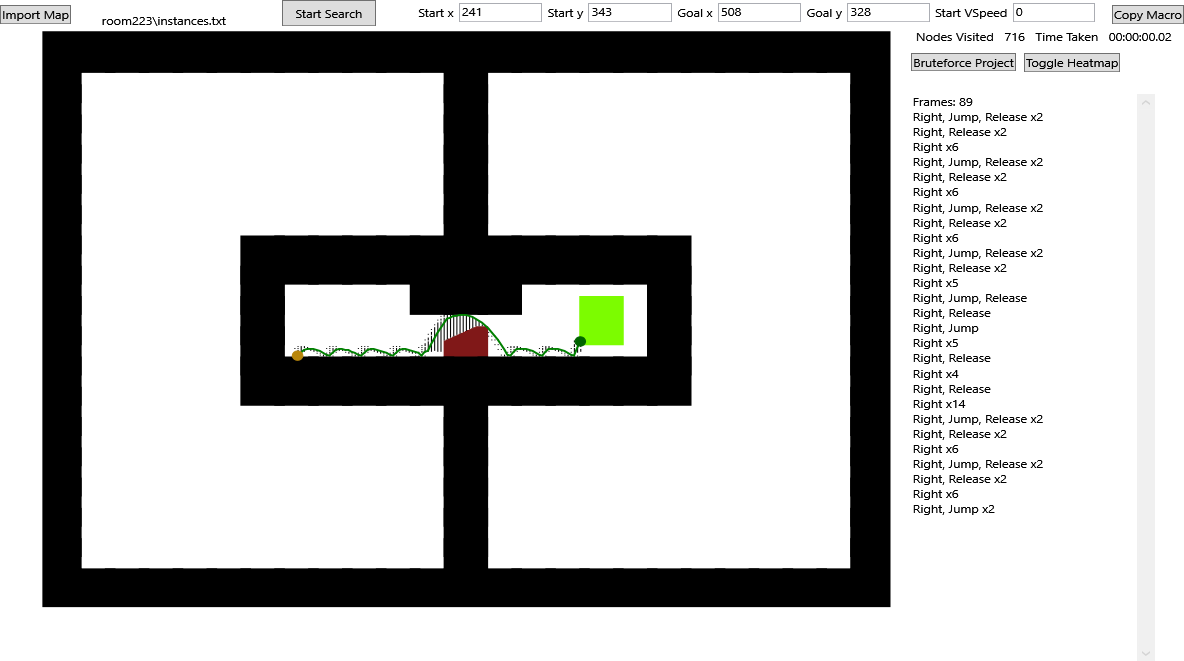 Import Map
room223\instances.txt
Start Search
Start x 241 Start y 343 Goal x 508 Goal y 328 Start VSpeed 0
Copy Macro
Nodes Visited 716 Time Taken 00:00:00.02
Bruteforce Project Toggle Heatmap
Frames: 89
Right, Jump, Release x2
Right, Release x2
Right x6
Right, Jump, Release x2
Right, Release x2
Right x6
Right, Jump, Release x2
Right, Release x2
Right x6
Right, Jump, Release x2
Right, Release x2
Right x5
Right, Jump, Release
Right, Release
Right, Jump
Right x5
Right, Release
Right x4
Right, Release
Right x14
Right, Jump, Release x2
Right, Release x2
Right x6
Right, Jump, Release x2
Right, Release x2
Right x6
Right, Jump x2